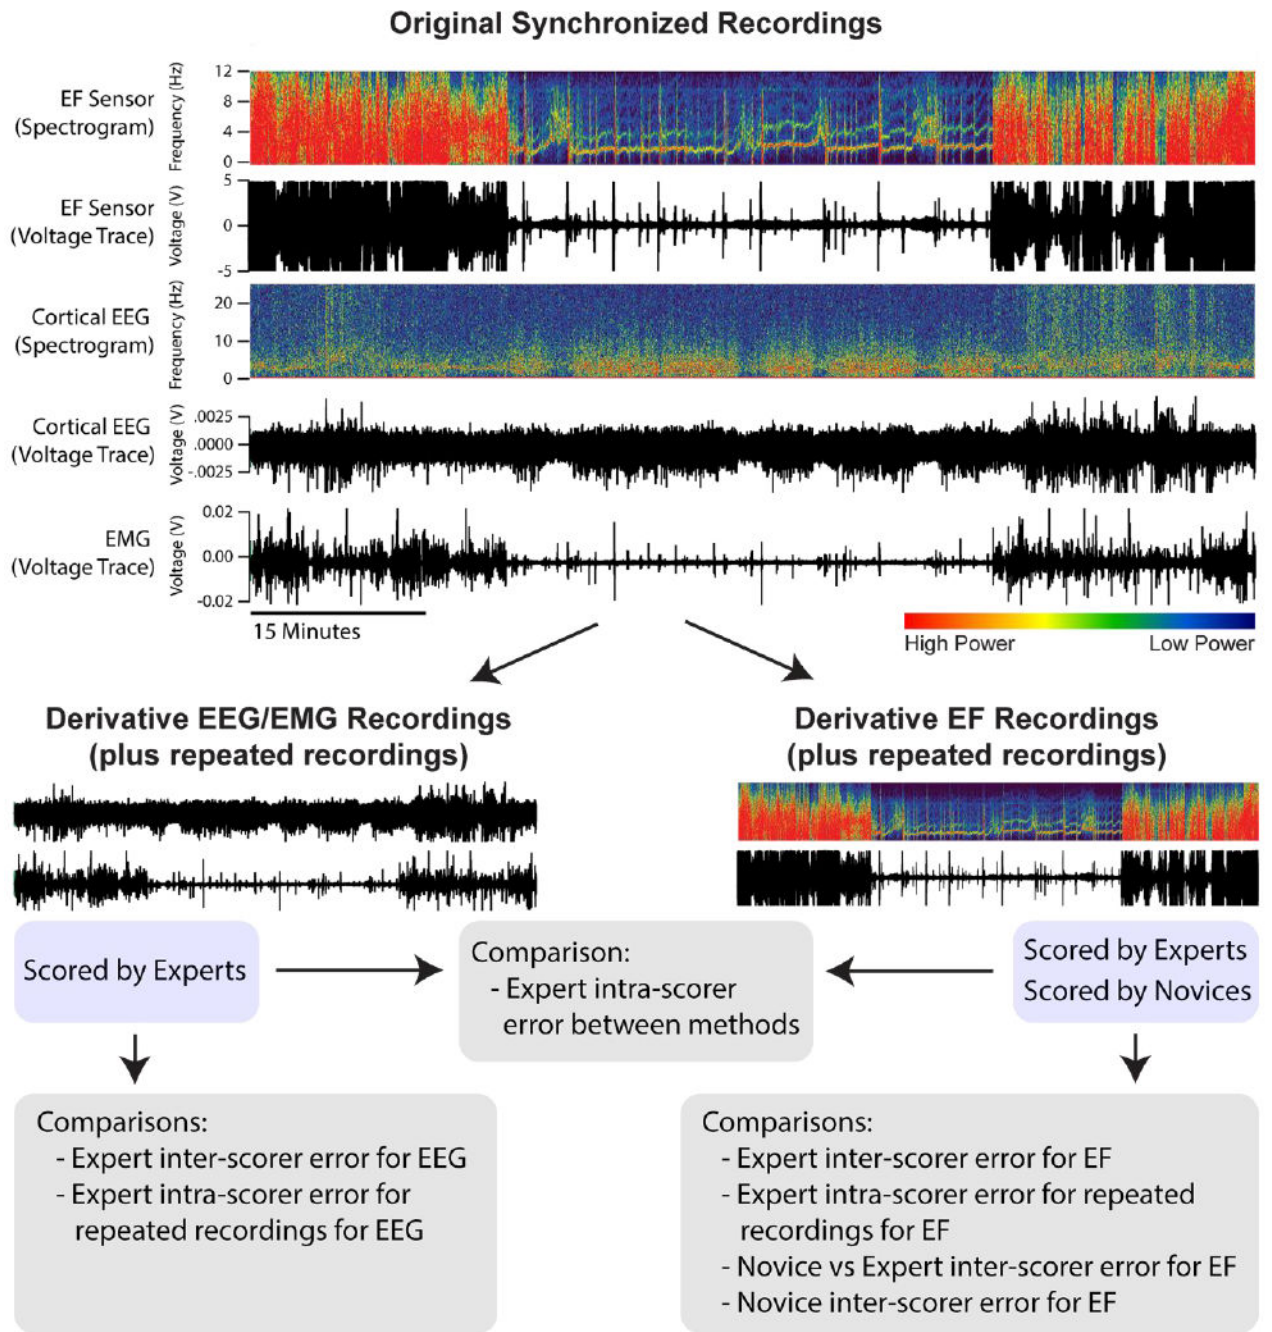 Original Synchronized Recordings
EF Sensor
(Spectrogram)
Frequency (Hz)
12
8
4
0
EF Sensor
(Voltage Trace)
Voltage (V)
5
0
-5
Cortical EEG
(Spectrogram)
Frequency (Hz)
20
10
0
Cortical EEG
(Voltage Trace)
Voltage (V)
.0025
.0000
-.0025
EMG
(Voltage Trace)
Voltage (V)
0.02
0.00
-0.02
15 Minutes
High Power
Low Power
Derivative EEG/EMG Recordings
(plus repeated recordings)
Derivative EF Recordings
(plus repeated recordings)
Scored by Experts
Comparison:
- Expert intra-scorer
error between methods
Scored by Experts
Scored by Novices
Comparisons:
- Expert inter-scorer error for EEG
- Expert intra-scorer error for
repeated recordings for EEG
Comparisons:
- Expert inter-scorer error for EF
- Expert intra-scorer error for repeated
recordings for EF
- Novice vs Expert inter-scorer error for EF
- Novice inter-scorer error for EF